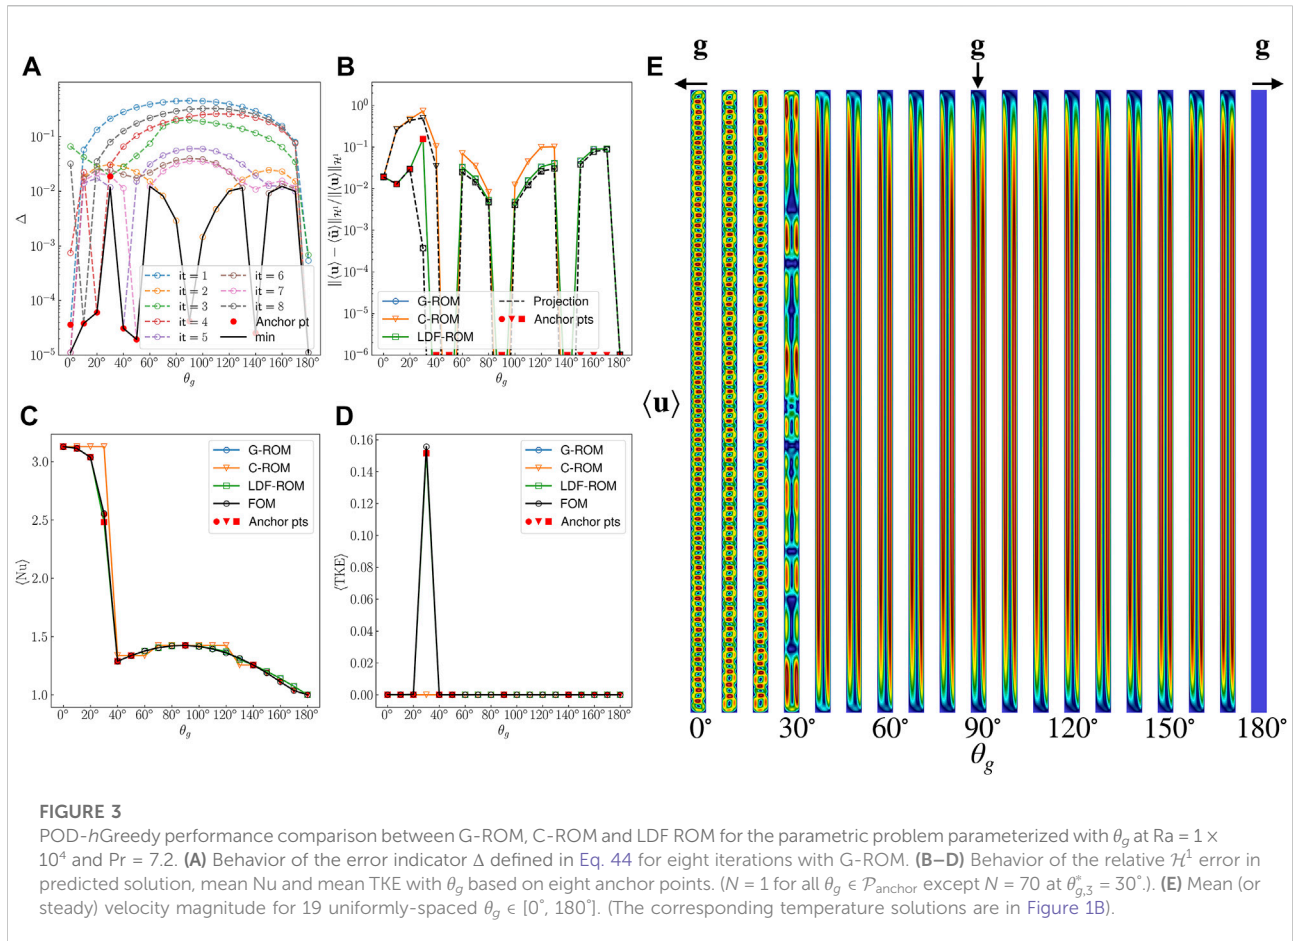 A
Δ
10⁻¹
10⁻²
10⁻³
10⁻⁴
10⁻⁵
0° 20° 40° 60° 80° 100° 120° 140° 160° 180°
θg
it = 1
it = 2
it = 3
it = 4
it = 5
it = 6
it = 7
it = 8
Anchor pt
min
B
‖⟨u⟩ − ⟨ũ⟩‖ℋ¹/‖⟨u⟩‖ℋ¹
10⁰
10⁻¹
10⁻²
10⁻³
10⁻⁴
10⁻⁵
10⁻⁶
0° 20° 40° 60° 80° 100° 120° 140° 160° 180°
θg
G-ROM
C-ROM
LDF-ROM
Projection
Anchor pts
C
⟨Nu⟩
3.0
2.5
2.0
1.5
1.0
0° 20° 40° 60° 80° 100° 120° 140° 160° 180°
θg
G-ROM
C-ROM
LDF-ROM
FOM
Anchor pts
D
⟨TKE⟩
0.16
0.14
0.12
0.10
0.08
0.06
0.04
0.02
0.00
0° 20° 40° 60° 80° 100° 120° 140° 160° 180°
θg
G-ROM
C-ROM
LDF-ROM
FOM
Anchor pts
E
g g g
⟨u⟩
0° 30° 60° 90° 120° 150° 180°
θg
FIGURE 3
POD-hGreedy performance comparison between G-ROM, C-ROM and LDF ROM for the parametric problem parameterized with θg at Ra = 1 ×
10⁴ and Pr = 7.2. (A) Behavior of the error indicator Δ defined in Eq. 44 for eight iterations with G-ROM. (B–D) Behavior of the relative ℋ¹ error in
predicted solution, mean Nu and mean TKE with θg based on eight anchor points. (N = 1 for all θg ∈ 𝒫anchor except N = 70 at θ*g,3 = 30°.). (E) Mean (or
steady) velocity magnitude for 19 uniformly-spaced θg ∈ [0°, 180°]. (The corresponding temperature solutions are in Figure 1B).